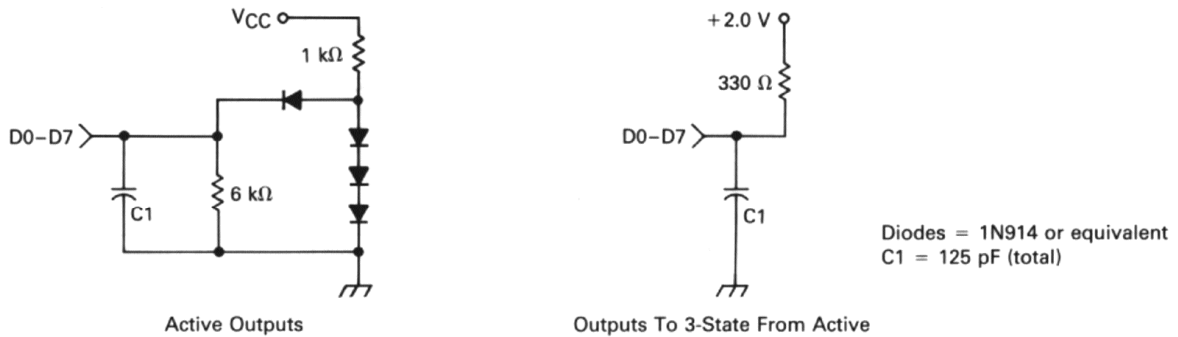 VCC
1 kΩ
D0–D7
6 kΩ
C1
Active Outputs
+2.0 V
330 Ω
D0–D7
C1
Outputs To 3-State From Active
Diodes = 1N914 or equivalent
C1 = 125 pF (total)